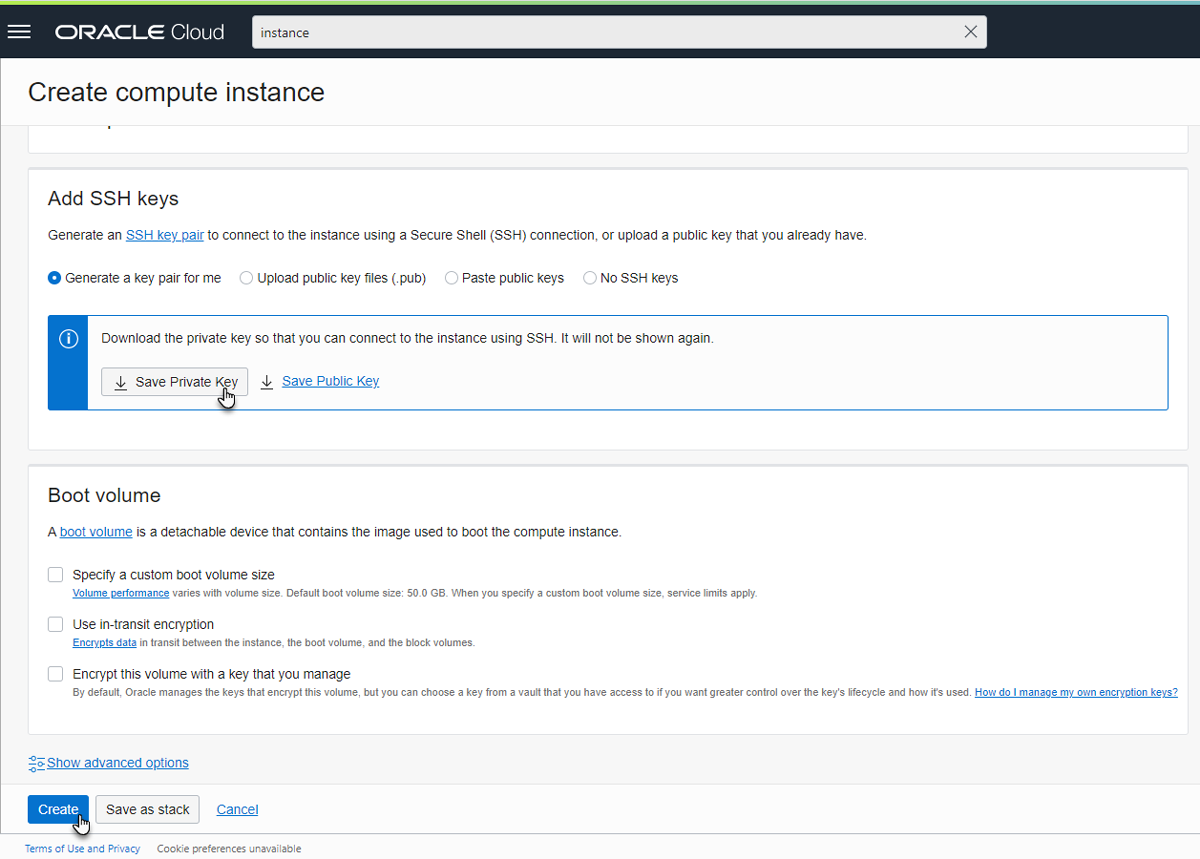 ORACLE Cloud
instance
Create compute instance
Add SSH keys
Generate an SSH key pair to connect to the instance using a Secure Shell (SSH) connection, or upload a public key that you already have.
Generate a key pair for me Upload public key files (.pub) Paste public keys No SSH keys
Download the private key so that you can connect to the instance using SSH. It will not be shown again.
Save Private Key Save Public Key
Boot volume
A boot volume is a detachable device that contains the image used to boot the compute instance.
Specify a custom boot volume size
Volume performance varies with volume size. Default boot volume size: 50.0 GB. When you specify a custom boot volume size, service limits apply.
Use in-transit encryption
Encrypts data in transit between the instance, the boot volume, and the block volumes.
Encrypt this volume with a key that you manage
By default, Oracle manages the keys that encrypt this volume, but you can choose a key from a vault that you have access to if you want greater control over the key's lifecycle and how it's used. How do I manage my own encryption keys?
Show advanced options
Create Save as stack Cancel
Terms of Use and Privacy Cookie preferences unavailable